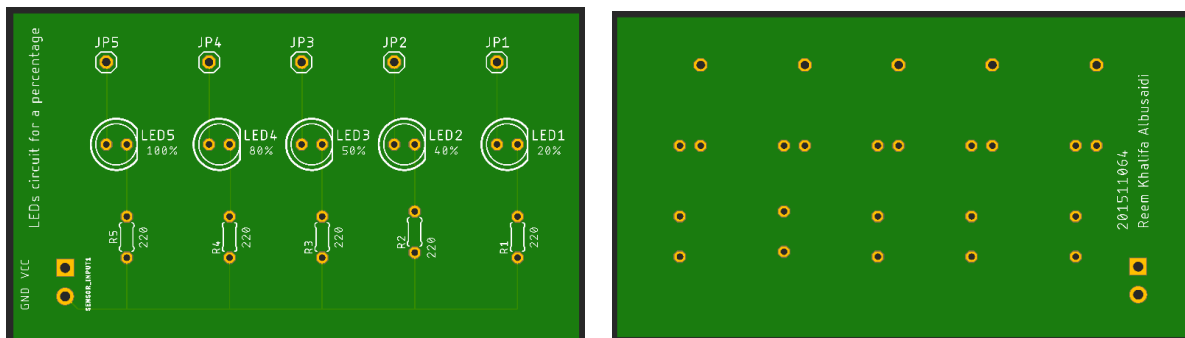 LEDs circuit for a percentage
JP5
JP4
JP3
JP2
JP1
LED5
100%
LED4
80%
LED3
50%
LED2
40%
LED1
20%
R5
220
R4
220
R3
220
R2
220
R1
220
GND VCC
SENSOR_INPUT1
201511064
Reem Khalifa Albusaidi